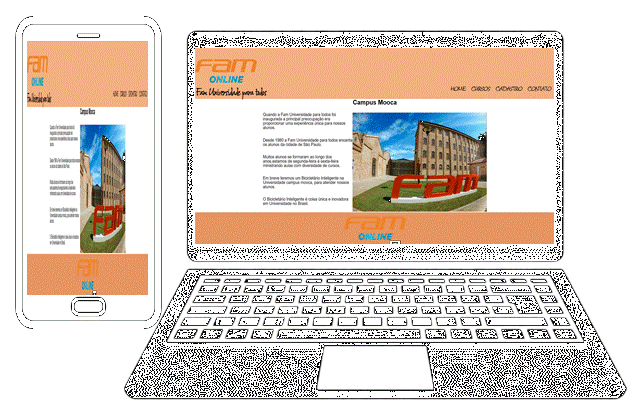 Fam
ONLINE
HOME CURSOS CADASTRO CONTATO
Campus Mooca
Fam
ONLINE
Fam
ONLINE
Fam Universidade para todos
HOME CURSOS CADASTRO CONTATO
Campus Mooca
Quando a Fam Universidade para todos foi
inaugurada a principal preocupação era
proporcionar uma experiência única para nossos
alunos.
Desde 1980 a Fam Universidade para todos encanta
os alunos da cidade de São Paulo.
Muitos alunos se formaram ao longo dos
anos,estamos de segunda-feira á sexta-feira
ministrando aulas com diversidade de cursos.
Em breve teremos um Bicicletário Inteligente na
Universidade campus mooca, para atender nossos
alunos.
O Bicicletário Inteligente é coisa única e inovadora
em Universidade no Brasil.
Fam
Fam
ONLINE